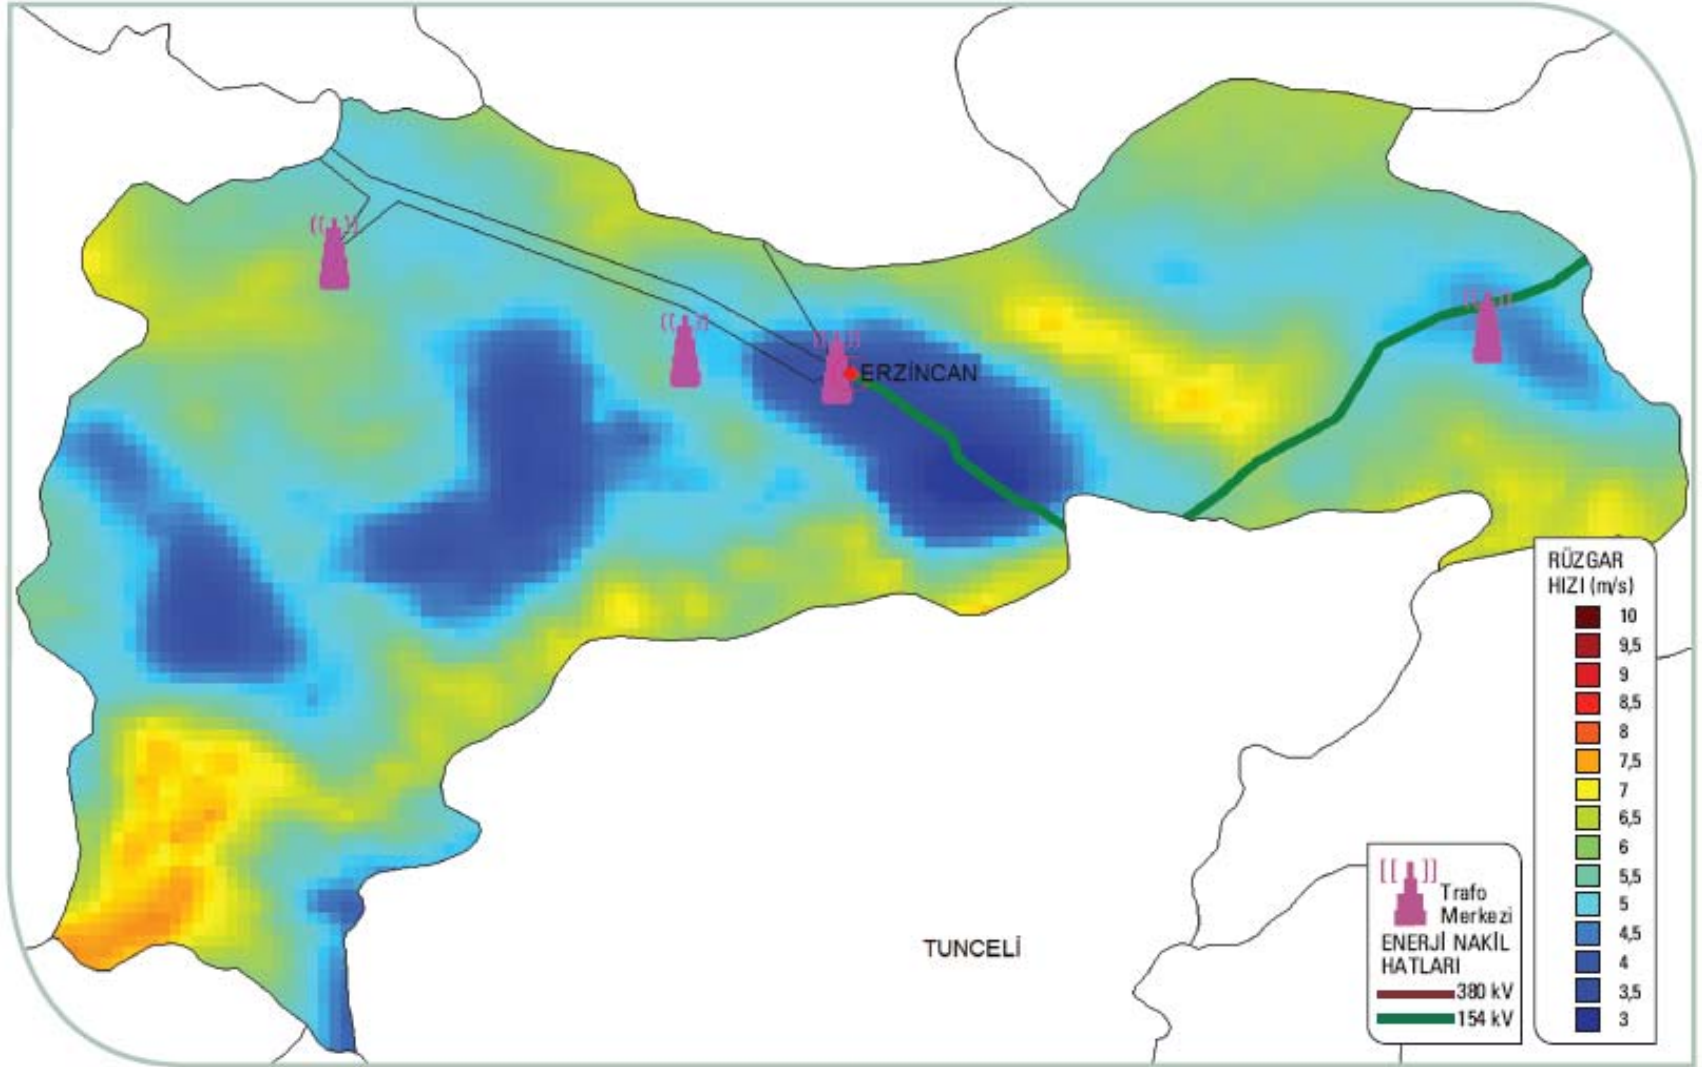 ERZİNCAN
TUNCELİ
RÜZGAR
HIZI (m/s)
10
9,5
9
8,5
8
7,5
7
6,5
6
5,5
5
4,5
4
3,5
3
Trafo
Merkezi
ENERJİ NAKİL
HATLARI
380 kV
154 kV